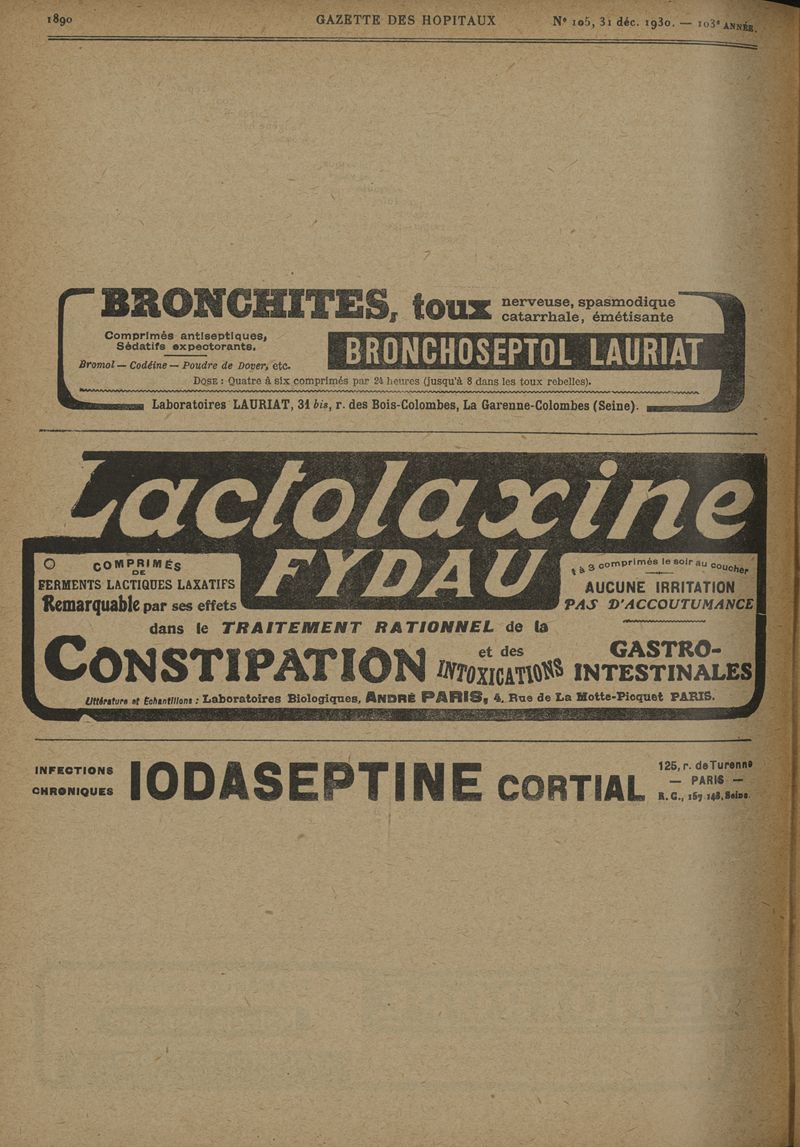 1890 GAZETTE DES HOPITAUX N° 105, 31 déc. 1930. — 103e ANNÉE.
BRONCHITES, toux nerveuse, spasmodique
catarrhale, émétisante
Comprimés antiseptiques,
Sédatifs expectorants.
Bromol — Codéine — Poudre de Dover, etc.
BRONCHOSEPTOL LAURIAT
DOSE : Quatre à six comprimés par 24 heures (Jusqu'à 8 dans les toux rebelles).
Laboratoires LAURIAT, 31 bis, r. des Bois-Colombes, La Garenne-Colombes (Seine).
Lactolaxine
FYDAU
COMPRIMÉS
DE
FERMENTS LACTIQUES LAXATIFS
Remarquable par ses effets
1 à 3 comprimés le soir au coucher
AUCUNE IRRITATION
PAS D'ACCOUTUMANCE
dans le TRAITEMENT RATIONNEL de la
CONSTIPATION et des INTOXICATIONS GASTRO-
INTESTINALES
Littérature et Echantillons : Laboratoires Biologiques, ANDRÉ PARIS, 4, Rue de La Motte-Picquet PARIS.
INFECTIONS
CHRONIQUES
IODASEPTINE CORTIAL
125, r. de Turenne
— PARIS —
R. C., 157 148, Seine.